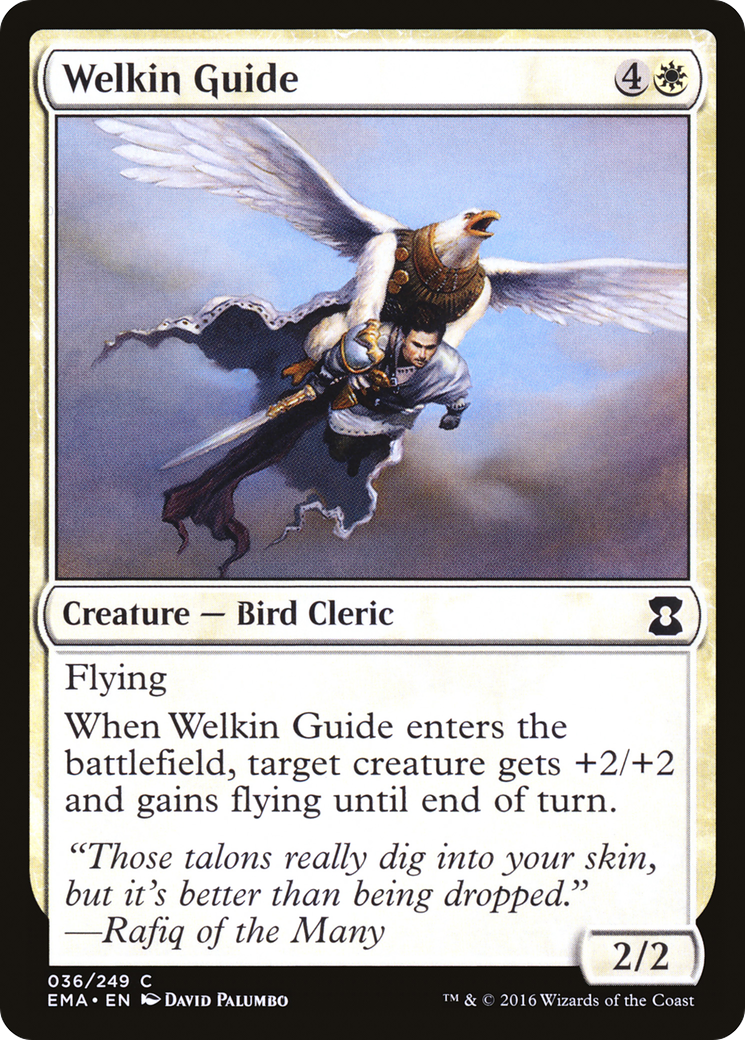 Welkin Guide 4
Creature — Bird Cleric
Flying
When Welkin Guide enters the
battlefield, target creature gets +2/+2
and gains flying until end of turn.
“Those talons really dig into your skin,
but it’s better than being dropped.”
—Rafiq of the Many
2/2
036/249 C
EMA • EN David Palumbo
™ & © 2016 Wizards of the Coast